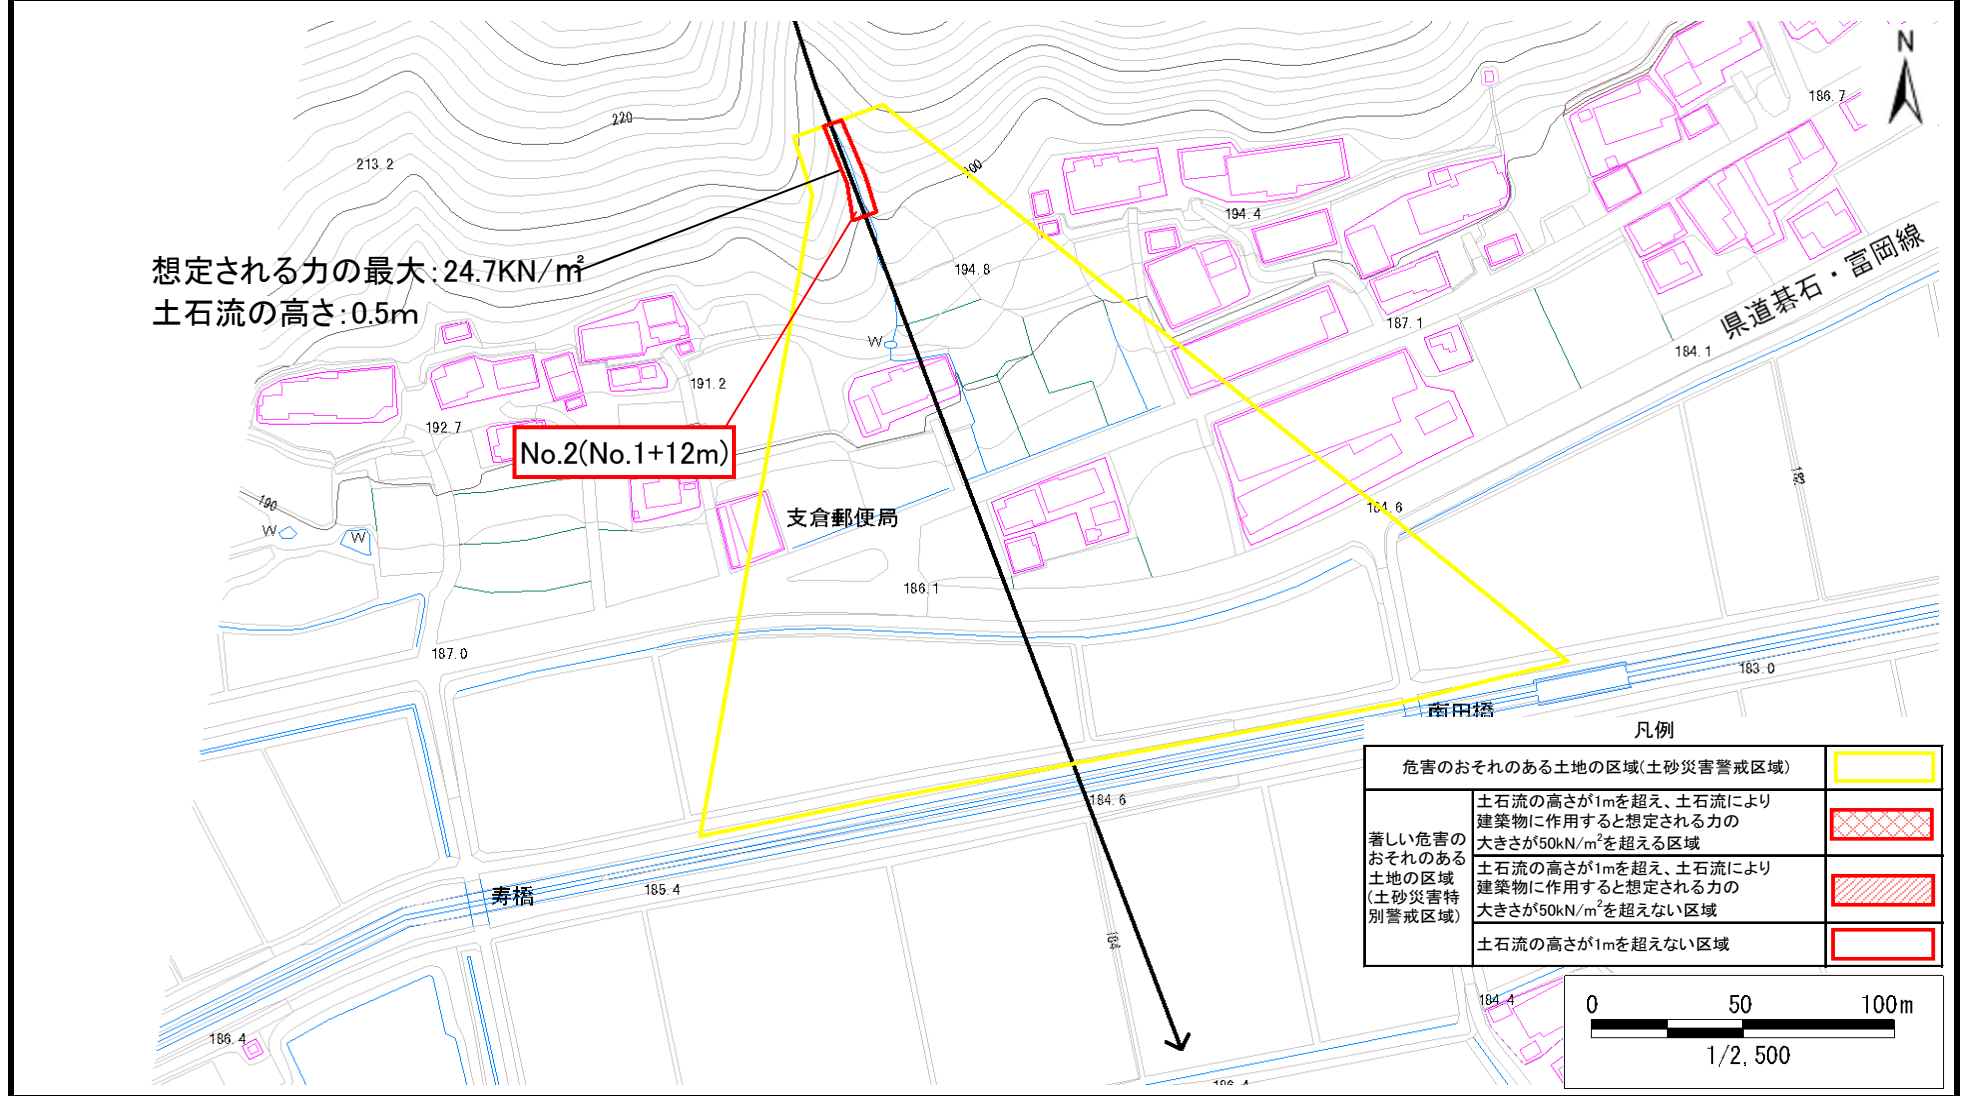 N
186.7
220
213.2
200
194.4
194.8
想定される力の最大:24.7KN/㎡
土石流の高さ:0.5m
県道碁石・富岡線
187.1
184.1
W
191.2
192.7
No.2(No.1+12m)
182
190
184.6
支倉郵便局
W
W
186.1
187.0
183.0
南田橋
凡例
危害のおそれのある土地の区域(土砂災害警戒区域)
著しい危害の
おそれのある
土地の区域
(土砂災害特
別警戒区域)
土石流の高さが1mを超え、土石流により
建築物に作用すると想定される力の
大きさが50kN/m²を超える区域
土石流の高さが1mを超え、土石流により
建築物に作用すると想定される力の
大きさが50kN/m²を超えない区域
土石流の高さが1mを超えない区域
184.6
185.4
寿橋
184
184.4
186.4
0 50 100m
1/2,500